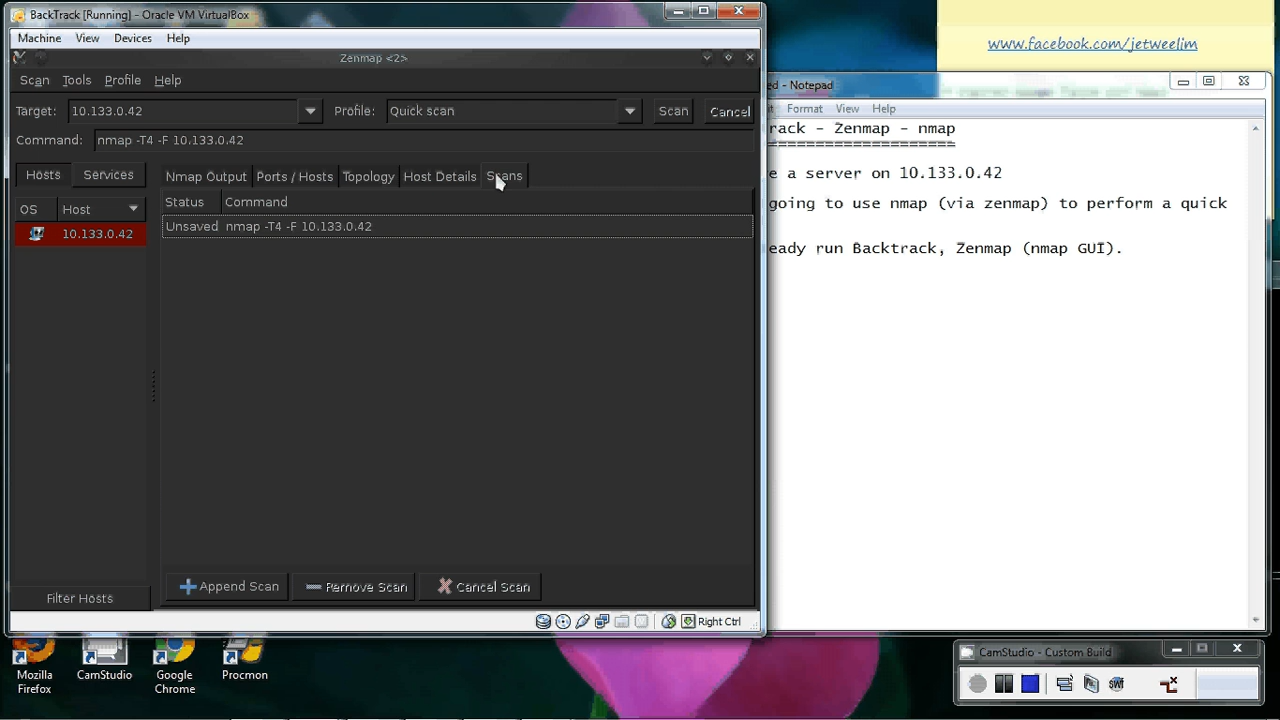 BackTrack [Running] - Oracle VM VirtualBox
Machine View Devices Help
Zenmap <2>
Scan Tools Profile Help
Target: 10.133.0.42 Profile: Quick scan Scan Cancel
Command: nmap -T4 -F 10.133.0.42
Hosts Services
Nmap Output Ports / Hosts Topology Host Details Scans
OS Host
Status Command
10.133.0.42
Unsaved nmap -T4 -F 10.133.0.42
Append Scan Remove Scan Cancel Scan
Filter Hosts
Right Ctrl
www.facebook.com/jetweelim
ed - Notepad
Format View Help
rack - Zenmap - nmap
=====================
e a server on 10.133.0.42
going to use nmap (via zenmap) to perform a quick
eady run Backtrack, Zenmap (nmap GUI).
Mozilla Firefox
CamStudio
Google Chrome
Procmon
CamStudio - Custom Build
SWF